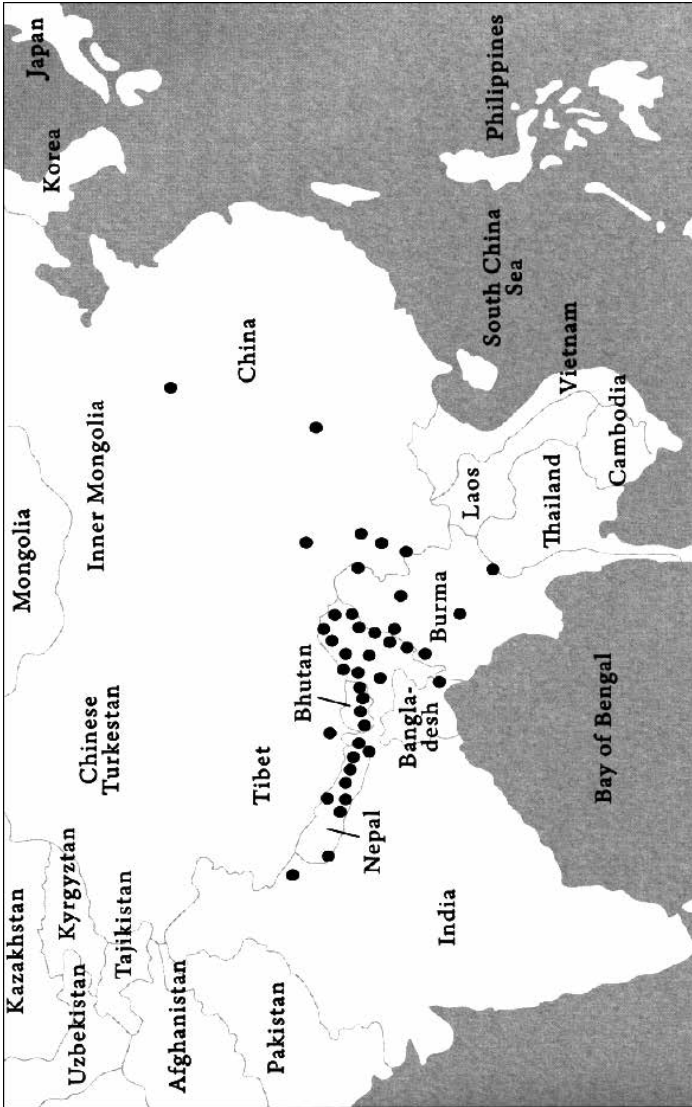 Kazakhstan
Mongolia
Korea
Japan
Kyrgyztan
Uzbekistan
Tajikistan
Chinese
Turkestan
Inner Mongolia
Afghanistan
Pakistan
Tibet
China
Nepal
Bhutan
India
Bangla-
desh
Burma
Laos
Thailand
Vietnam
Cambodia
South China
Sea
Philippines
Bay of Bengal